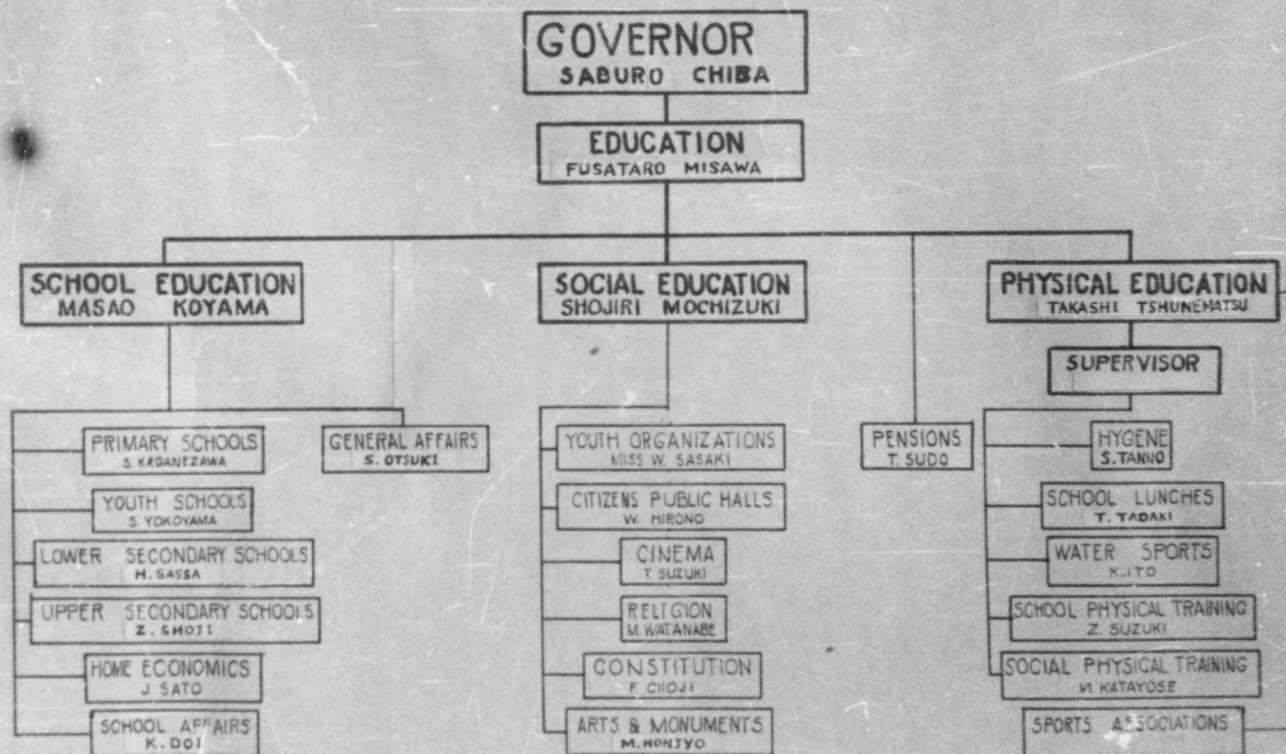 GOVERNOR
SABURO CHIBA
EDUCATION
FUSATARO MISAWA
SCHOOL EDUCATION
MASAO KOYAMA
SOCIAL EDUCATION
SHOJIRI MOCHIZUKI
PHYSICAL EDUCATION
TAKASHI TSHUNEMATSU
SUPERVISOR
PRIMARY SCHOOLS
S. KAGANEZAWA
YOUTH SCHOOLS
S. YOKOYAMA
LOWER SECONDARY SCHOOLS
H. SASSA
UPPER SECONDARY SCHOOLS
Z. SHOJI
HOME ECONOMICS
J. SATO
SCHOOL AFFAIRS
K. DOI
GENERAL AFFAIRS
S. OTSUKI
YOUTH ORGANIZATIONS
MISS W. SASAKI
CITIZENS PUBLIC HALLS
W. HIRONO
CINEMA
T. SUZUKI
RELIGION
M. WATANABE
CONSTITUTION
F. CHOJI
ARTS & MONUMENTS
M. HONJYO
PENSIONS
T. SUDO
HYGENE
S. TANNO
SCHOOL LUNCHES
T. TADAKI
WATER SPORTS
K. ITO
SCHOOL PHYSICAL TRAINING
Z. SUZUKI
SOCIAL PHYSICAL TRAINING
M. KATAYOSE
SPORTS ASSOCIATIONS